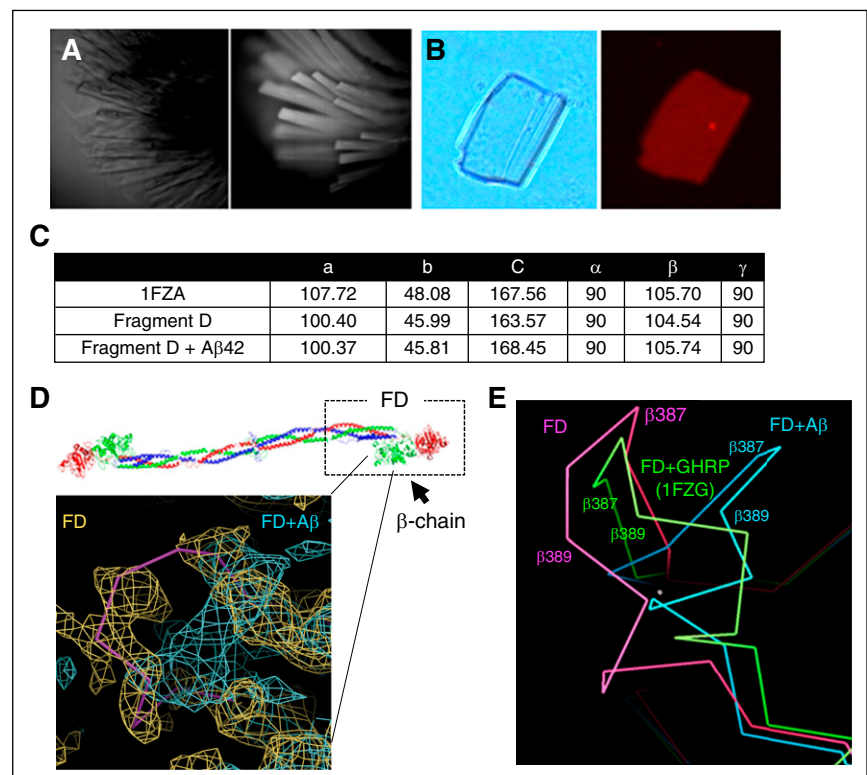 A
B
C
a b C α β γ
1FZA 107.72 48.08 167.56 90 105.70 90
Fragment D 100.40 45.99 163.57 90 104.54 90
Fragment D + Aβ42 100.37 45.81 168.45 90 105.74 90
D
FD
β-chain
FD FD+Aβ
E
FD
β387
FD+Aβ
β387
FD+GHRP
(1FZG)
β387
β389
β389
β389